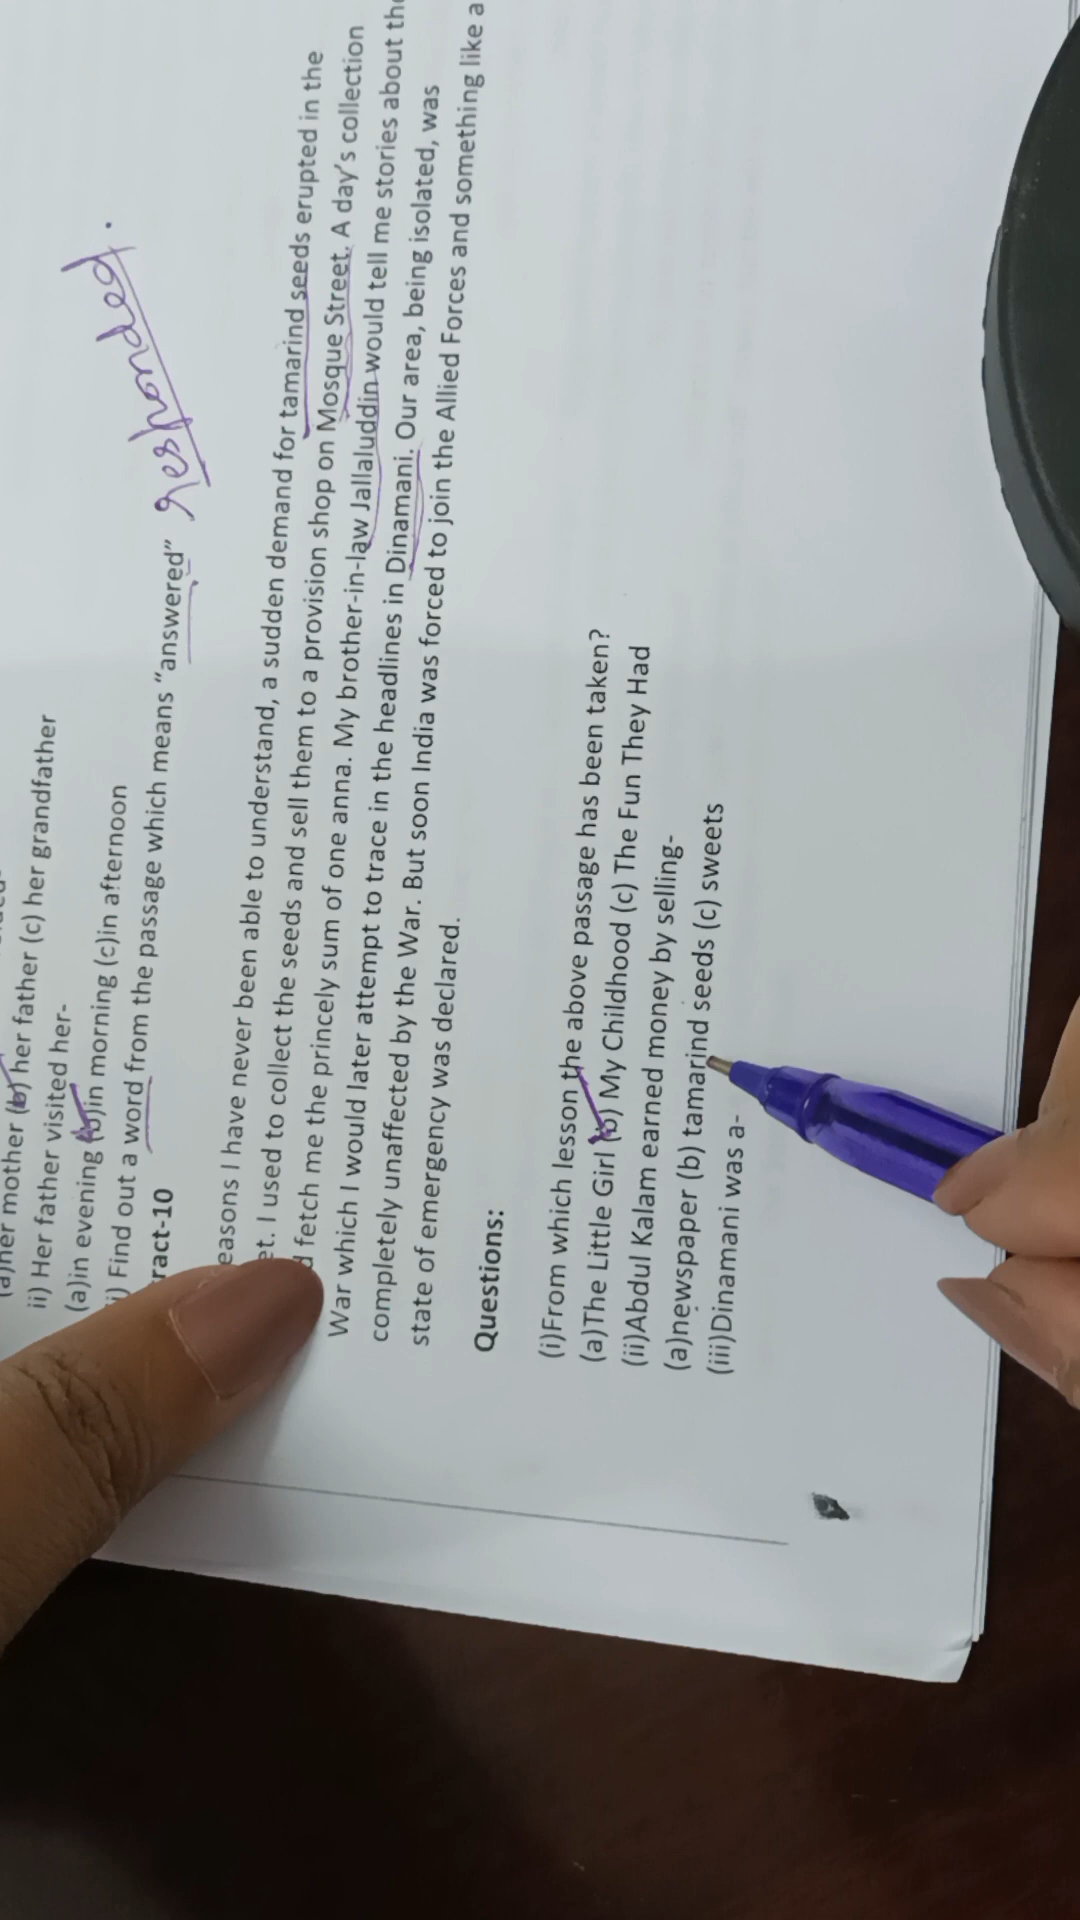 (a)her mother (b) her father (c) her grandfather
ii) Her father visited her-
(a)in evening (b)in morning (c)in afternoon
i) Find out a word from the passage which means "answered" responded.
ract-10
easons I have never been able to understand, a sudden demand for tamarind seeds erupted in the
et. I used to collect the seeds and sell them to a provision shop on Mosque Street. A day's collection
d fetch me the princely sum of one anna. My brother-in-law Jallaluddin would tell me stories about the
War which I would later attempt to trace in the headlines in Dinamani. Our area, being isolated, was
completely unaffected by the War. But soon India was forced to join the Allied Forces and something like a
state of emergency was declared.
Questions:
(i)From which lesson the above passage has been taken?
(a)The Little Girl (b) My Childhood (c) The Fun They Had
(ii)Abdul Kalam earned money by selling-
(a)newspaper (b) tamarind seeds (c) sweets
(iii)Dinamani was a-